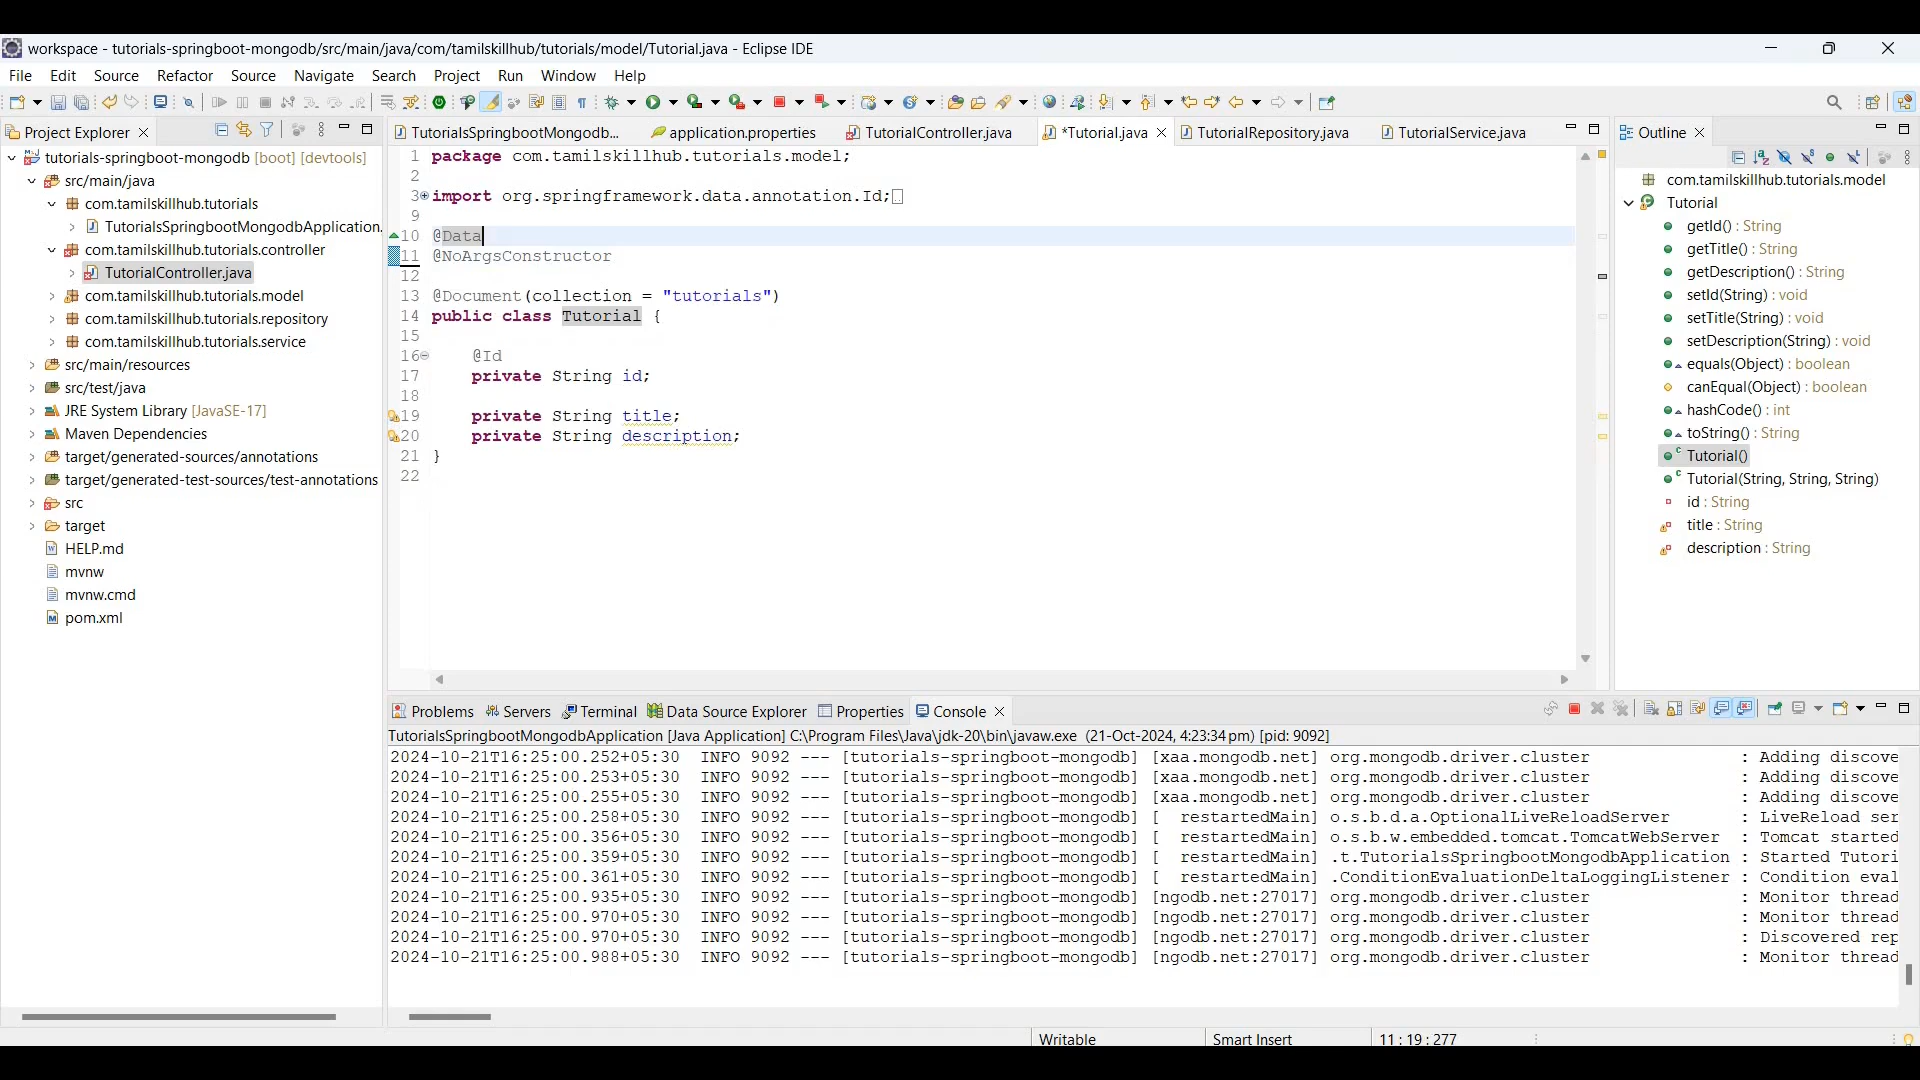 workspace - tutorials-springboot-mongodb/src/main/java/com/tamilskillhub/tutorials/model/Tutorial.java - Eclipse IDE
File Edit Source Refactor Source Navigate Search Project Run Window Help
Project Explorer
tutorials-springboot-mongodb [boot] [devtools]
src/main/java
com.tamilskillhub.tutorials
TutorialsSpringbootMongodbApplication.
com.tamilskillhub.tutorials.controller
TutorialController.java
com.tamilskillhub.tutorials.model
com.tamilskillhub.tutorials.repository
com.tamilskillhub.tutorials.service
src/main/resources
src/test/java
JRE System Library [JavaSE-17]
Maven Dependencies
target/generated-sources/annotations
target/generated-test-sources/test-annotations
src
target
HELP.md
mvnw
mvnw.cmd
pom.xml
TutorialsSpringbootMongodb... application.properties TutorialController.java *Tutorial.java TutorialRepository.java TutorialService.java
1 package com.tamilskillhub.tutorials.model;
2
3 import org.springframework.data.annotation.Id;
9
10 @Data
11 @NoArgsConstructor
12
13 @Document(collection = "tutorials")
14 public class Tutorial {
15
16 @Id
17 private String id;
18
19 private String title;
20 private String description;
21 }
22
Outline
com.tamilskillhub.tutorials.model
Tutorial
getId() : String
getTitle() : String
getDescription() : String
setId(String) : void
setTitle(String) : void
setDescription(String) : void
equals(Object) : boolean
canEqual(Object) : boolean
hashCode() : int
toString() : String
Tutorial()
Tutorial(String, String, String)
id : String
title : String
description : String
Problems Servers Terminal Data Source Explorer Properties Console
TutorialsSpringbootMongodbApplication [Java Application] C:\Program Files\Java\jdk-20\bin\javaw.exe (21-Oct-2024, 4:23:34 pm) [pid: 9092]
2024-10-21T16:25:00.252+05:30 INFO 9092 --- [tutorials-springboot-mongodb] [xaa.mongodb.net] org.mongodb.driver.cluster : Adding discove
2024-10-21T16:25:00.253+05:30 INFO 9092 --- [tutorials-springboot-mongodb] [xaa.mongodb.net] org.mongodb.driver.cluster : Adding discove
2024-10-21T16:25:00.255+05:30 INFO 9092 --- [tutorials-springboot-mongodb] [xaa.mongodb.net] org.mongodb.driver.cluster : Adding discove
2024-10-21T16:25:00.258+05:30 INFO 9092 --- [tutorials-springboot-mongodb] [ restartedMain] o.s.b.d.a.OptionalLiveReloadServer : LiveReload ser
2024-10-21T16:25:00.356+05:30 INFO 9092 --- [tutorials-springboot-mongodb] [ restartedMain] o.s.b.w.embedded.tomcat.TomcatWebServer : Tomcat started
2024-10-21T16:25:00.359+05:30 INFO 9092 --- [tutorials-springboot-mongodb] [ restartedMain] .t.TutorialsSpringbootMongodbApplication : Started Tutori
2024-10-21T16:25:00.361+05:30 INFO 9092 --- [tutorials-springboot-mongodb] [ restartedMain] .ConditionEvaluationDeltaLoggingListener : Condition eval
2024-10-21T16:25:00.935+05:30 INFO 9092 --- [tutorials-springboot-mongodb] [ngodb.net:27017] org.mongodb.driver.cluster : Monitor thread
2024-10-21T16:25:00.970+05:30 INFO 9092 --- [tutorials-springboot-mongodb] [ngodb.net:27017] org.mongodb.driver.cluster : Monitor thread
2024-10-21T16:25:00.970+05:30 INFO 9092 --- [tutorials-springboot-mongodb] [ngodb.net:27017] org.mongodb.driver.cluster : Discovered rep
2024-10-21T16:25:00.988+05:30 INFO 9092 --- [tutorials-springboot-mongodb] [ngodb.net:27017] org.mongodb.driver.cluster : Monitor thread
Writable Smart Insert 11 : 19 : 277